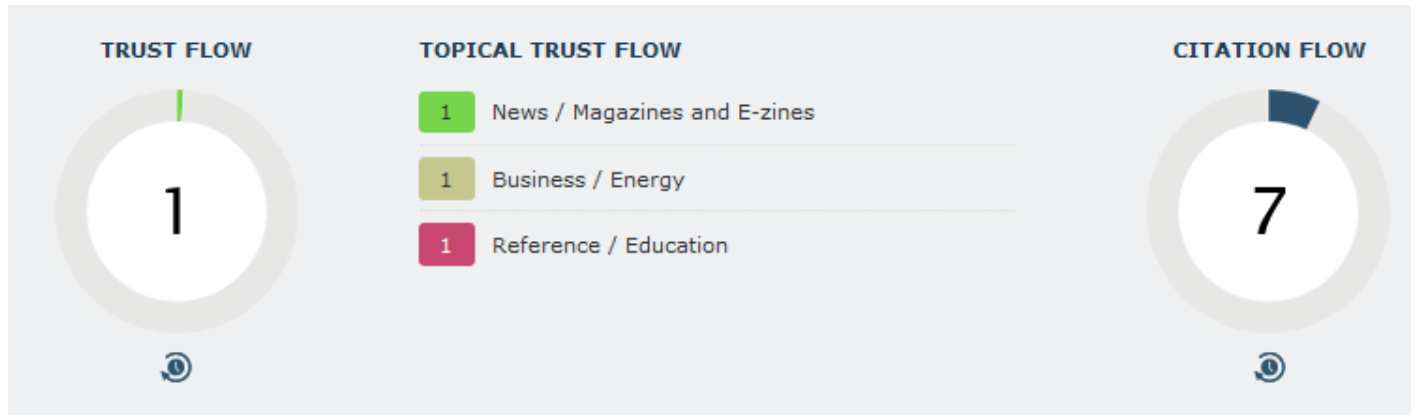 TRUST FLOW
1
TOPICAL TRUST FLOW
1 News / Magazines and E-zines
1 Business / Energy
1 Reference / Education
CITATION FLOW
7